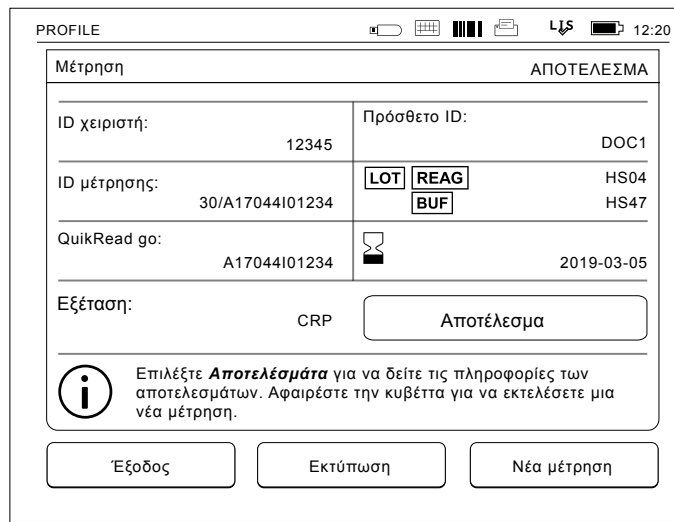 PROFILE LIS 12:20
Μέτρηση ΑΠΟΤΕΛΕΣΜΑ
ID χειριστή: Πρόσθετο ID:
12345 DOC1
ID μέτρησης: LOT REAG HS04
30/A17044I01234 BUF HS47
QuikRead go:
A17044I01234 2019-03-05
Εξέταση:
CRP Αποτέλεσμα
Επιλέξτε Αποτελέσμάτα για να δείτε τις πληροφορίες των
αποτελεσμάτων. Αφαιρέστε την κυβέττα για να εκτελέσετε μια
νέα μέτρηση.
Έξοδος Εκτύπωση Νέα μέτρηση